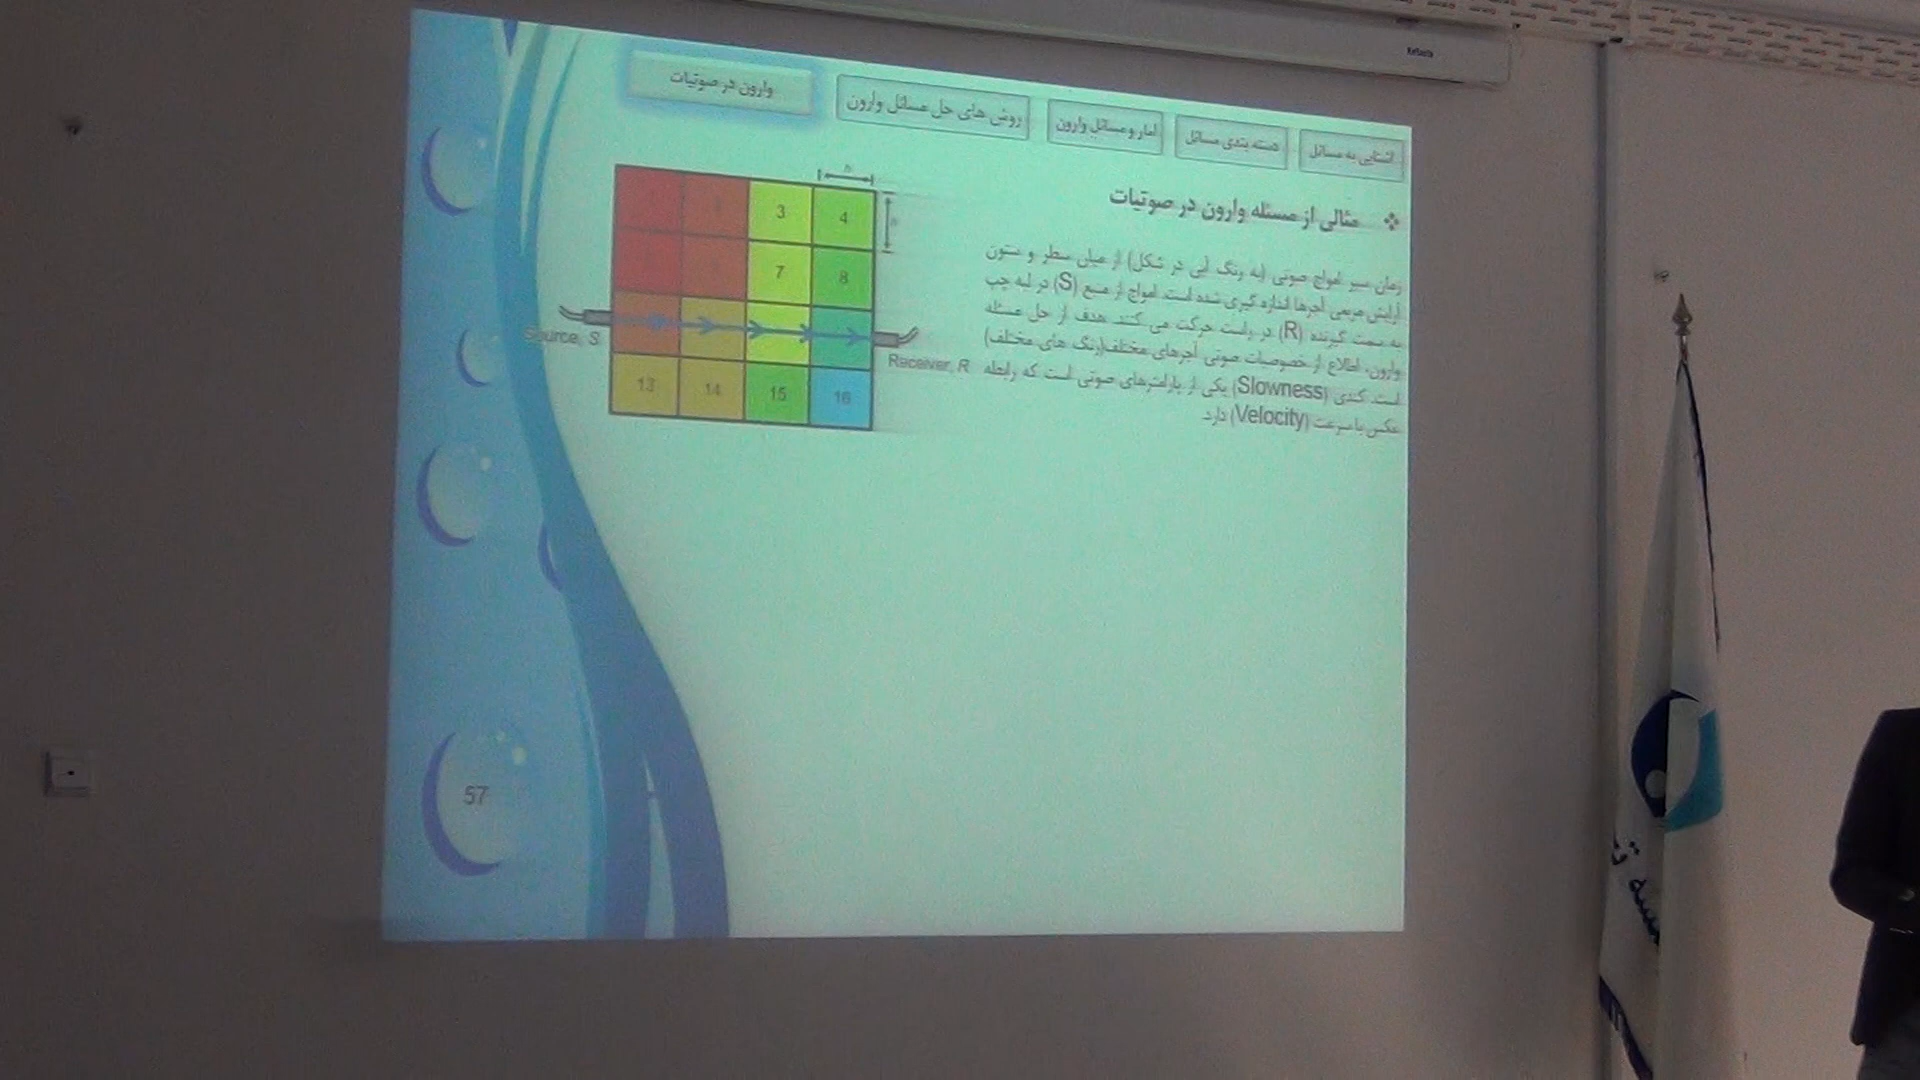 آشنایی به مسائل
دسته بندی مسائل
آمار و مسائل وارون
روش های حل مسائل وارون
وارون در صوتیات
مثالی از مسئله وارون در صوتیات
زمان سیر امواج صوتی (به رنگ آبی در شکل) از میان سطر و ستون
آرایش مربعی آجرها اندازه گیری شده است. امواج از منبع (S) در لبه چپ
به سمت گیرنده (R) در راست حرکت می کنند. هدف از حل مسئله
وارون، اطلاع از خصوصیات صوتی آجرهای مختلف(رنگ های مختلف)
است. کندی (Slowness) یکی از پارامترهای صوتی است که رابطه
عکس با سرعت (Velocity) دارد.
h
3 4
h
7 8
Source, S
Receiver, R
13 14 15 16
57